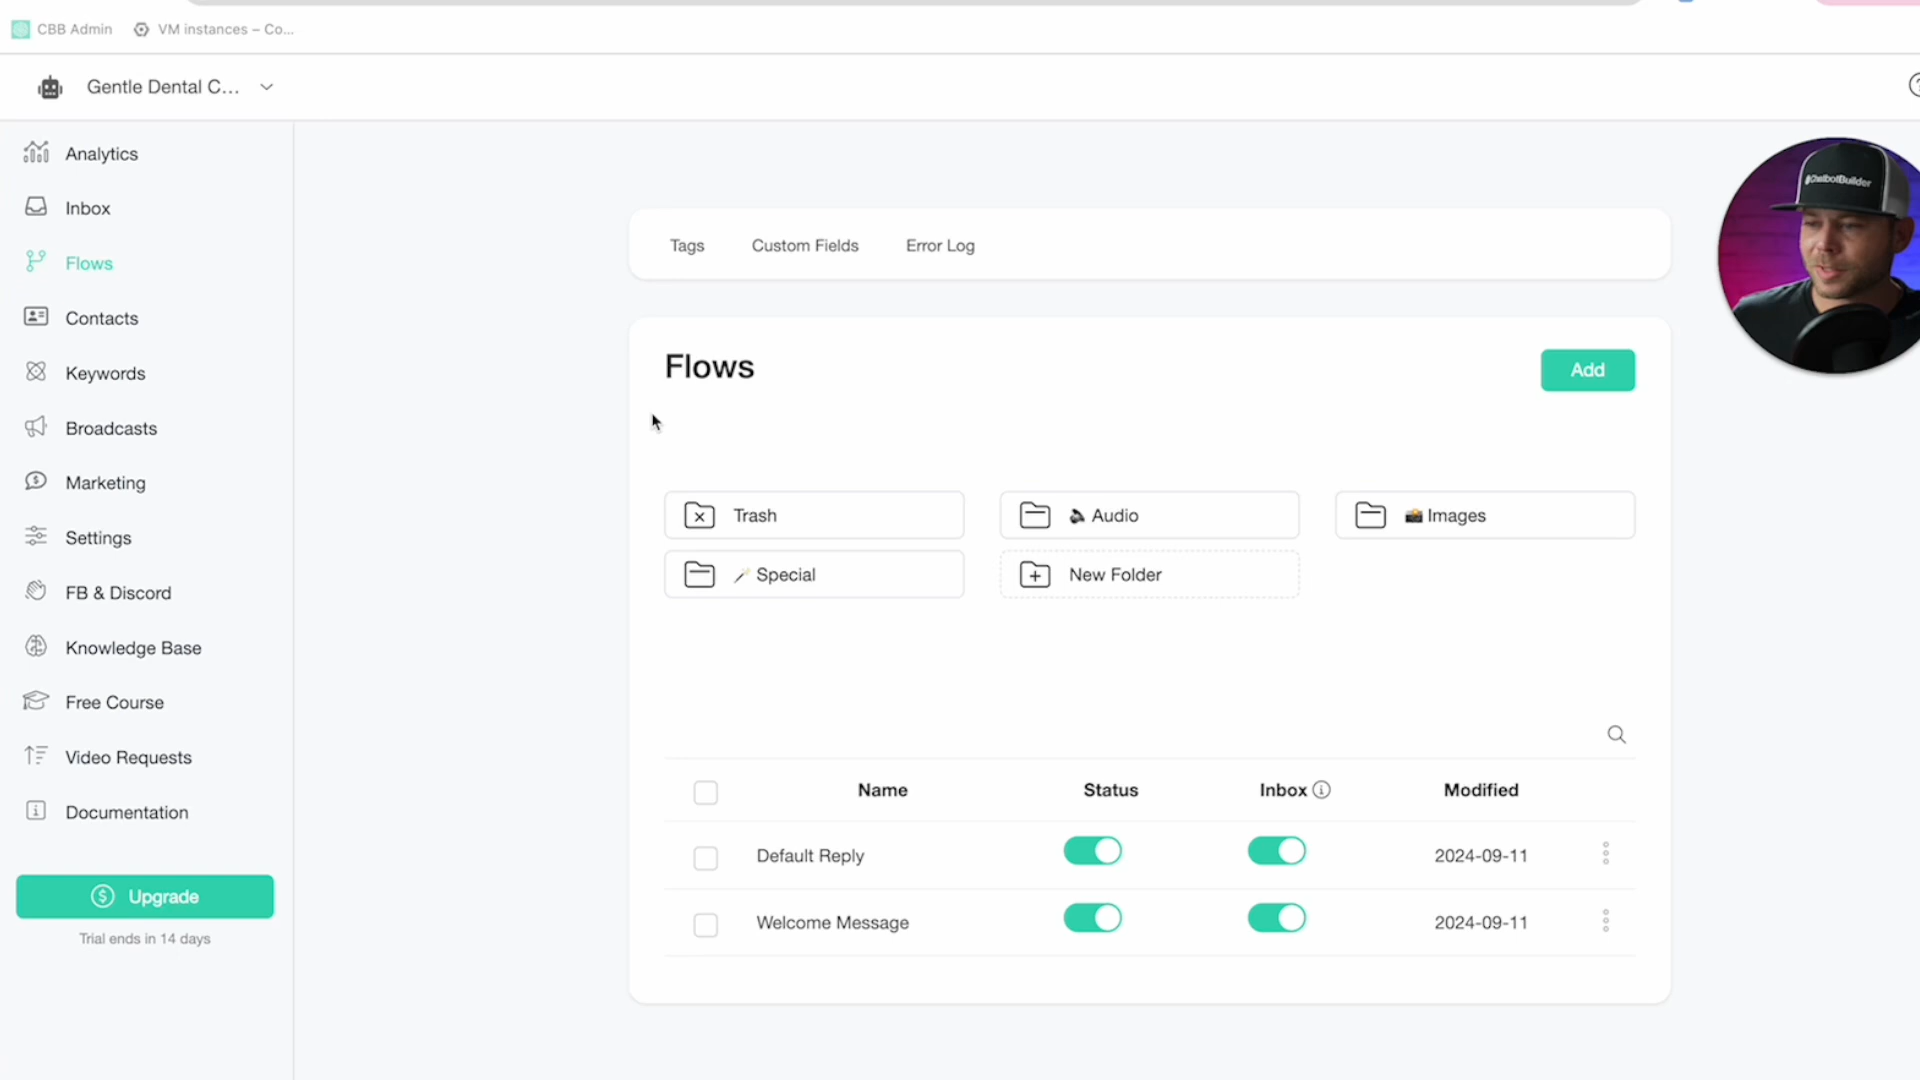 CBB Admin
VM instances – Co...
Gentle Dental C...
Analytics
Inbox
Flows
Contacts
Keywords
Broadcasts
Marketing
Settings
FB & Discord
Knowledge Base
Free Course
Video Requests
Documentation
Upgrade
Trial ends in 14 days
Tags Custom Fields Error Log
#ChatbotBuilder
Flows
Add
Trash
Audio
Images
Special
New Folder
Name Status Inbox Modified
Default Reply 2024-09-11
Welcome Message 2024-09-11